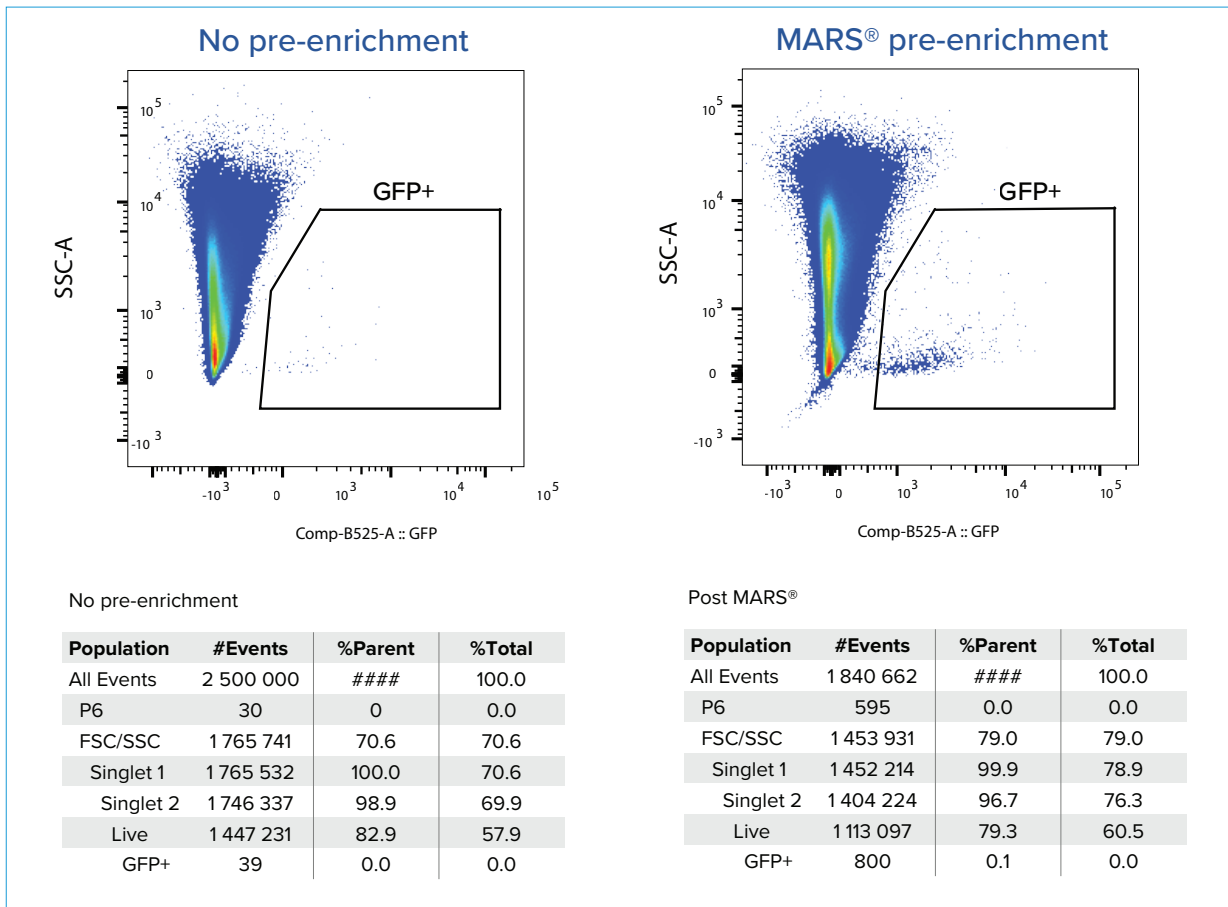 No pre-enrichment
GFP+
SSC-A
10 5
10 4
10 3
0
-10 3
-10 3 0 10 3 10 4 10 5
Comp-B525-A :: GFP
MARS® pre-enrichment
GFP+
SSC-A
10 5
10 4
10 3
0
-10 3
-10 3 0 10 3 10 4 10 5
Comp-B525-A :: GFP
No pre-enrichment
Population #Events %Parent %Total
All Events 2 500 000 #### 100.0
P6 30 0 0.0
FSC/SSC 1 765 741 70.6 70.6
Singlet 1 1 765 532 100.0 70.6
Singlet 2 1 746 337 98.9 69.9
Live 1 447 231 82.9 57.9
GFP+ 39 0.0 0.0
Post MARS®
Population #Events %Parent %Total
All Events 1 840 662 #### 100.0
P6 595 0.0 0.0
FSC/SSC 1 453 931 79.0 79.0
Singlet 1 1 452 214 99.9 78.9
Singlet 2 1 404 224 96.7 76.3
Live 1 113 097 79.3 60.5
GFP+ 800 0.1 0.0